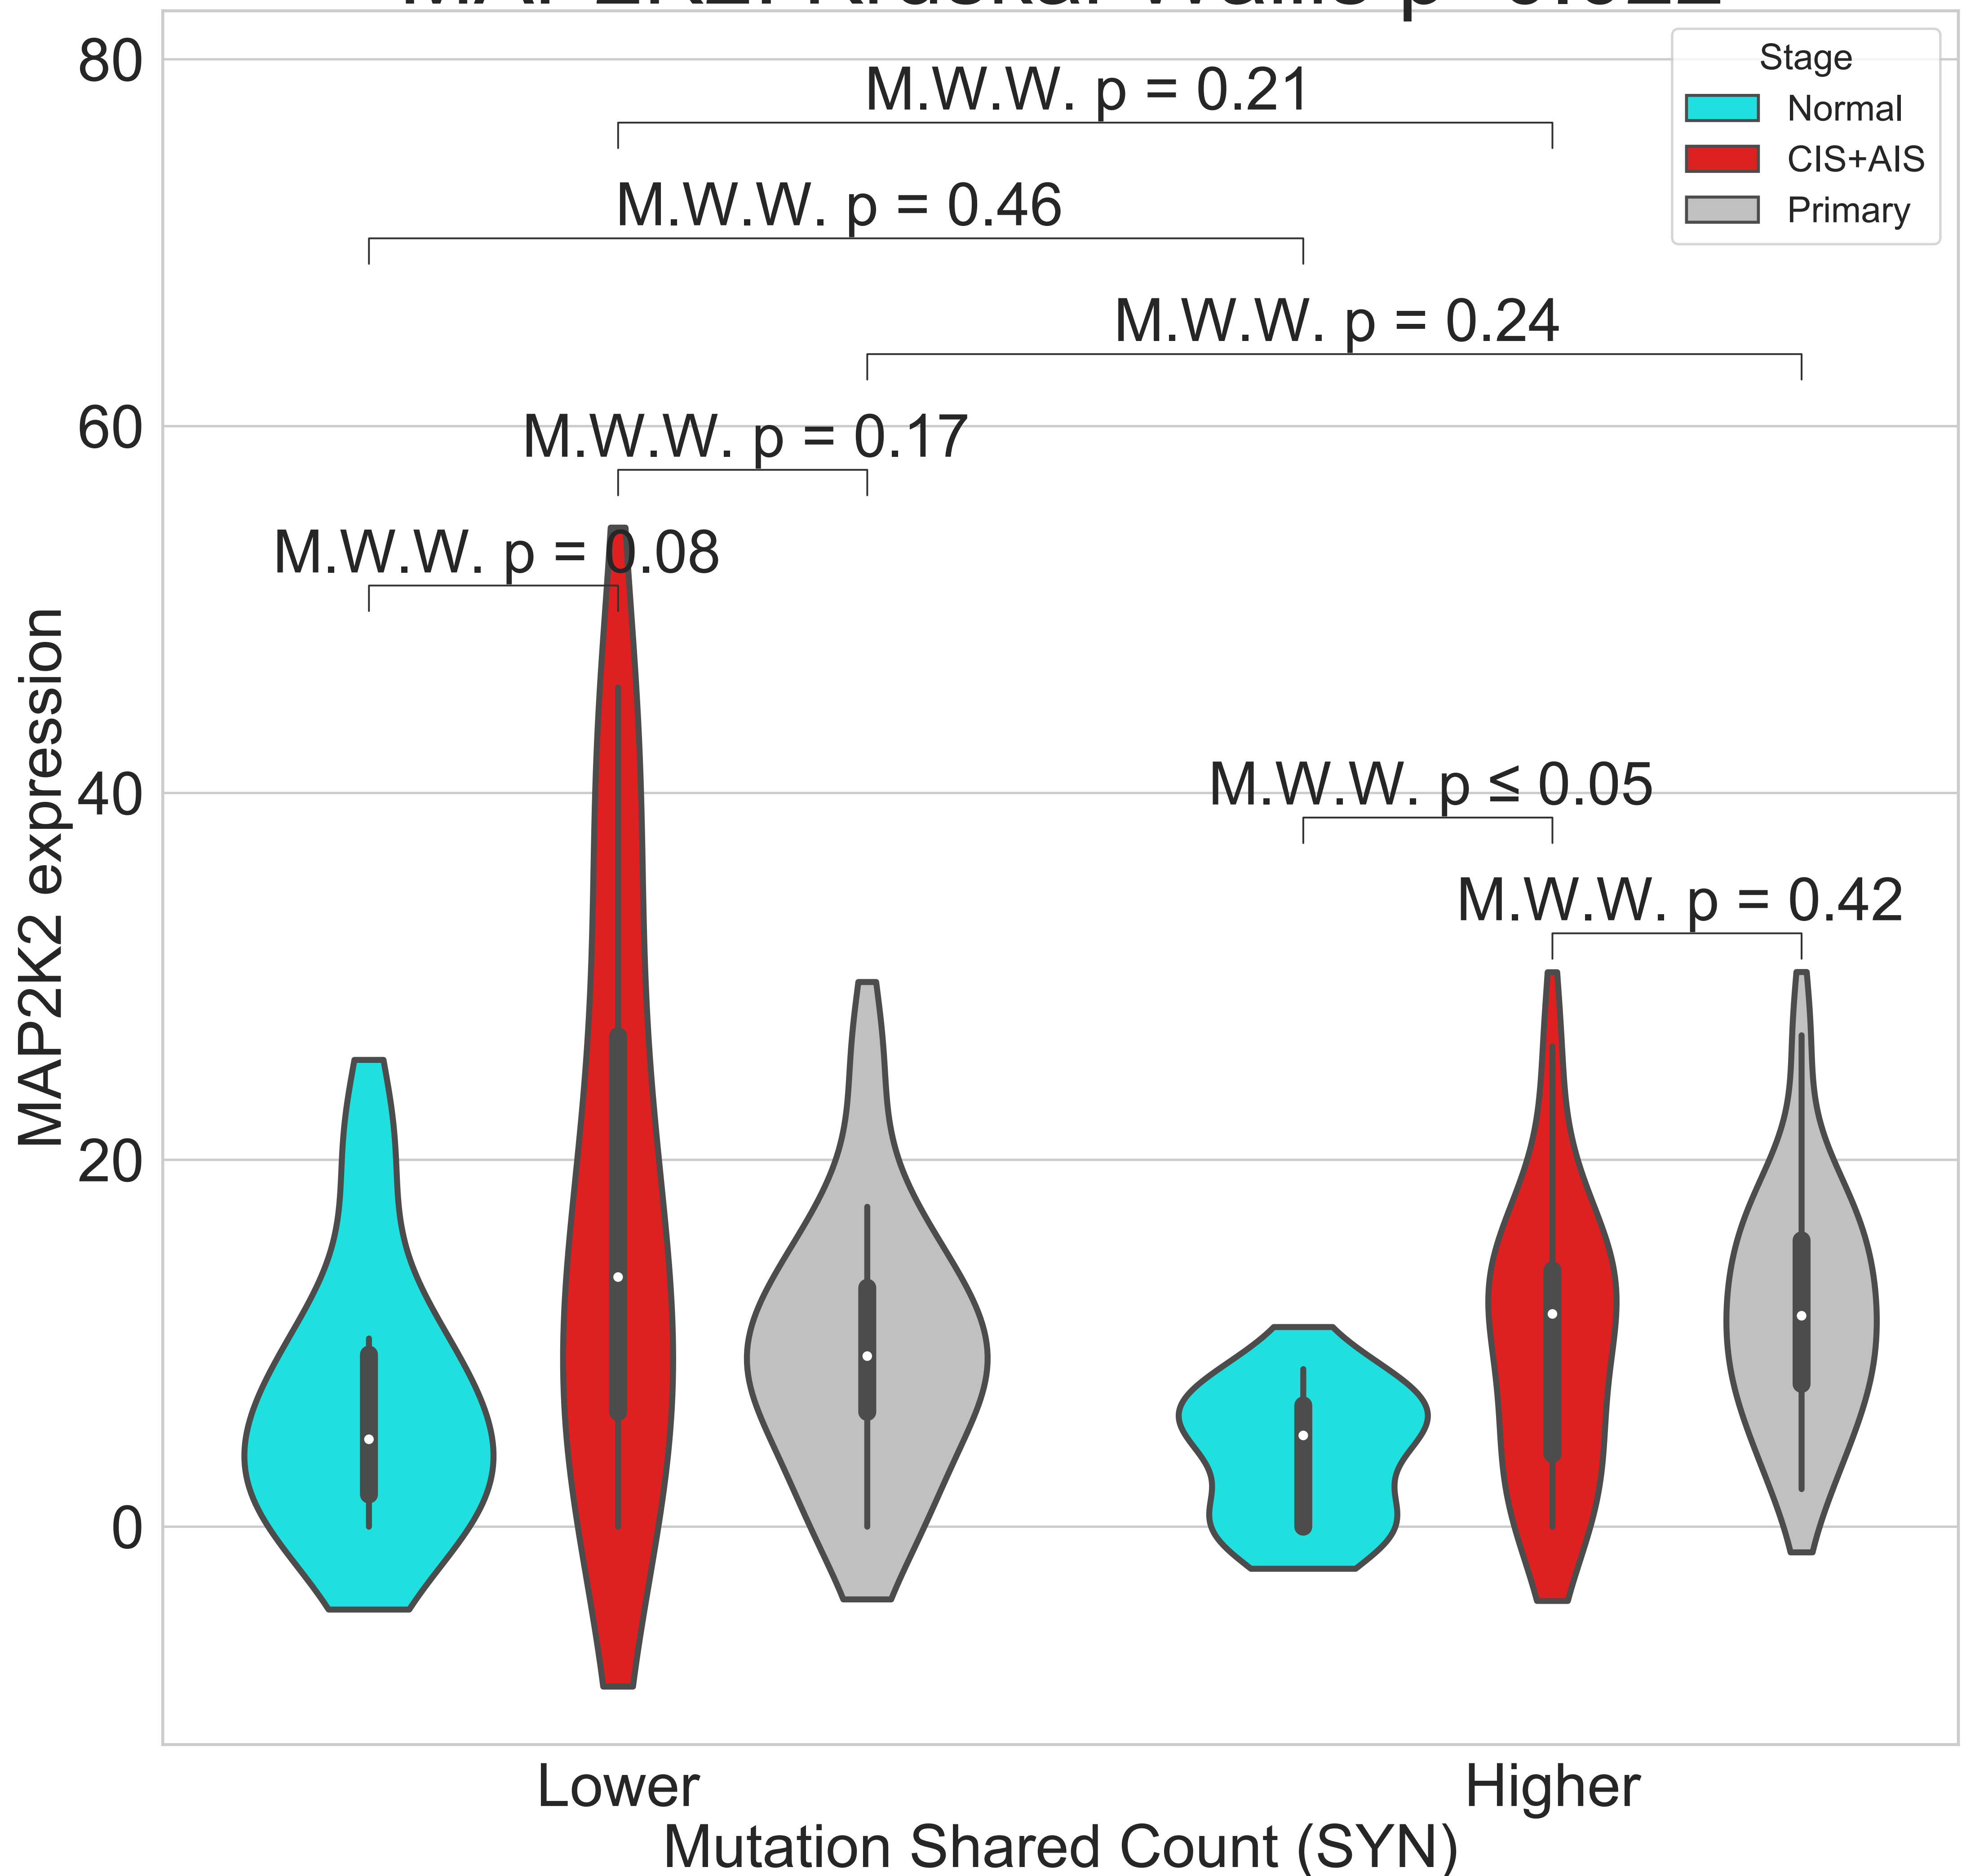 80
M.W.W. p = 0.21
Stage
Normal
CIS+AIS
Primary
M.W.W. p = 0.46
M.W.W. p = 0.24
60
M.W.W. p = 0.17
M.W.W. p = 0.08
MAP2K2 expression
40
M.W.W. p ≤ 0.05
M.W.W. p = 0.42
20
0
Lower
Higher
Mutation Shared Count (SYN)